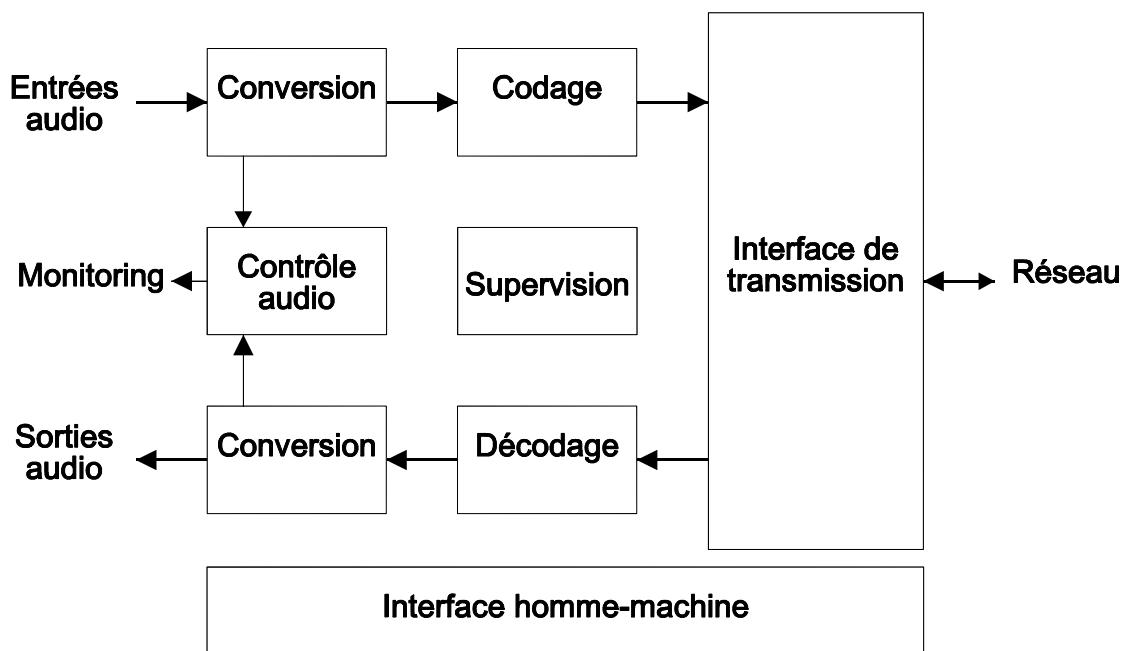 Entrées
audio
Conversion
Codage
Interface de
transmission
Réseau
Monitoring
Contrôle
audio
Supervision
Sorties
audio
Conversion
Décodage
Interface homme-machine